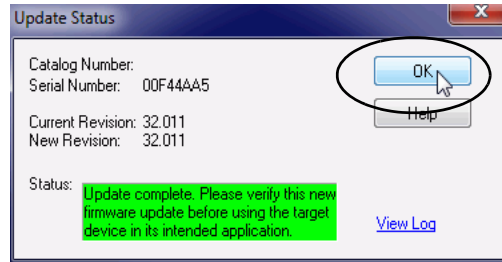 Update Status
Catalog Number:
Serial Number: 00F44AA5
OK
Help
Current Revision: 32.011
New Revision: 32.011
Status:
Update complete. Please verify this new
firmware update before using the target
device in its intended application.
View Log